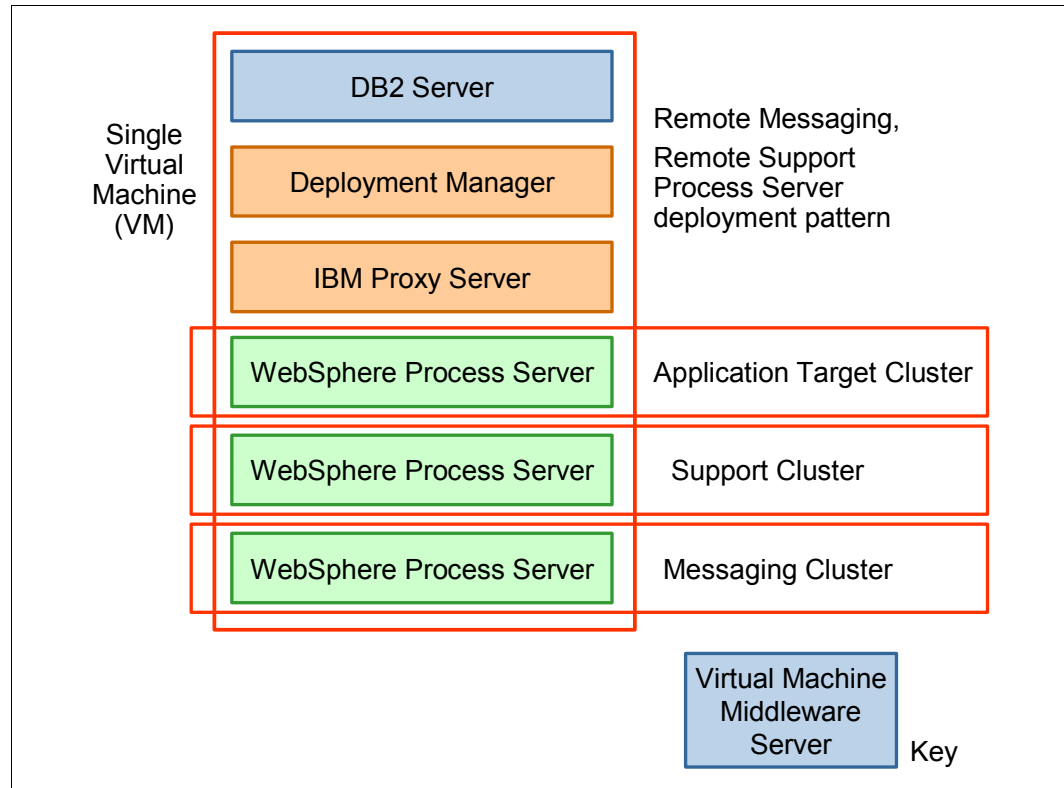 DB2 Server
Single
Virtual
Machine
(VM)
Remote Messaging,
Remote Support
Process Server
deployment pattern
Deployment Manager
IBM Proxy Server
WebSphere Process Server
Application Target Cluster
WebSphere Process Server
Support Cluster
WebSphere Process Server
Messaging Cluster
Virtual Machine
Middleware
Server
Key